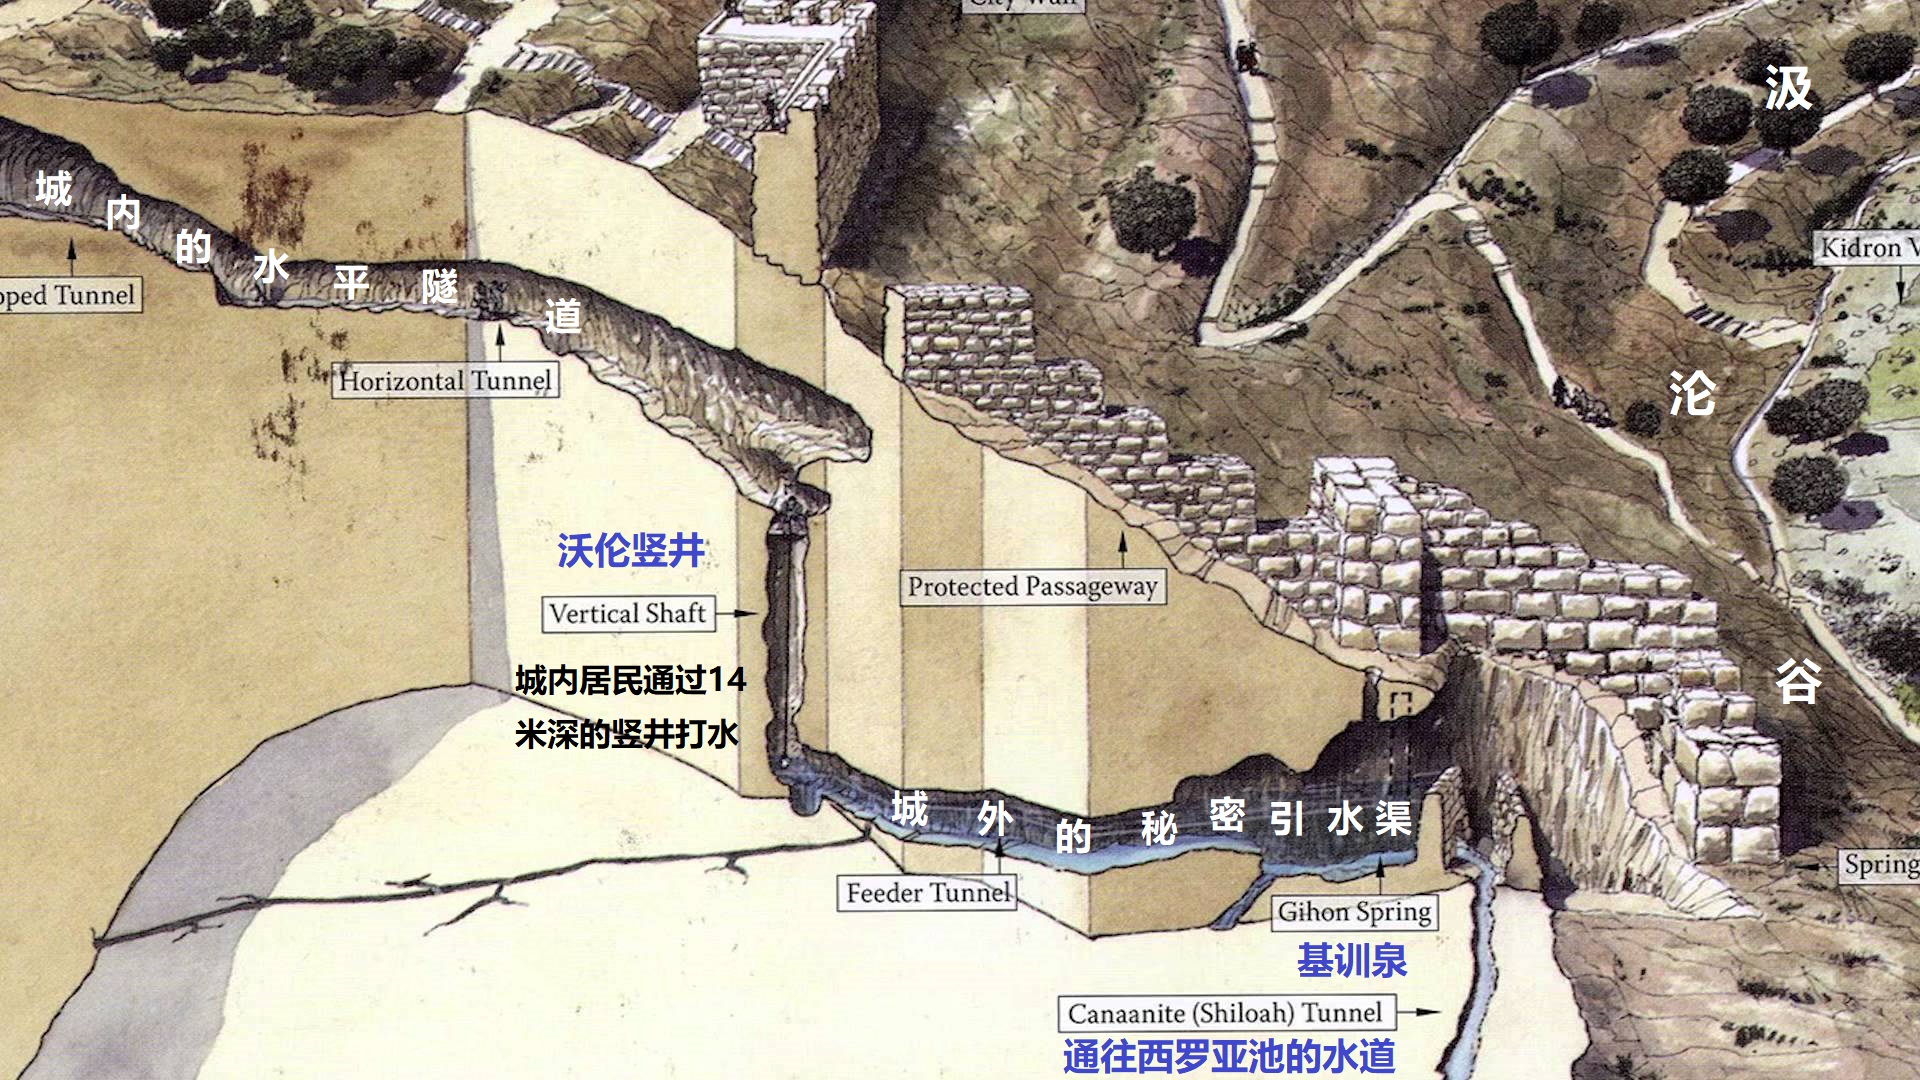 City Wall
汲
沦
谷
Kidron V
城内的水平隧道
pped Tunnel
Horizontal Tunnel
沃伦竖井
Vertical Shaft
城内居民通过14
米深的竖井打水
Protected Passageway
城外的秘密引水渠
Feeder Tunnel
Gihon Spring
基训泉
Spring
Canaanite (Shiloah) Tunnel
通往西罗亚池的水道